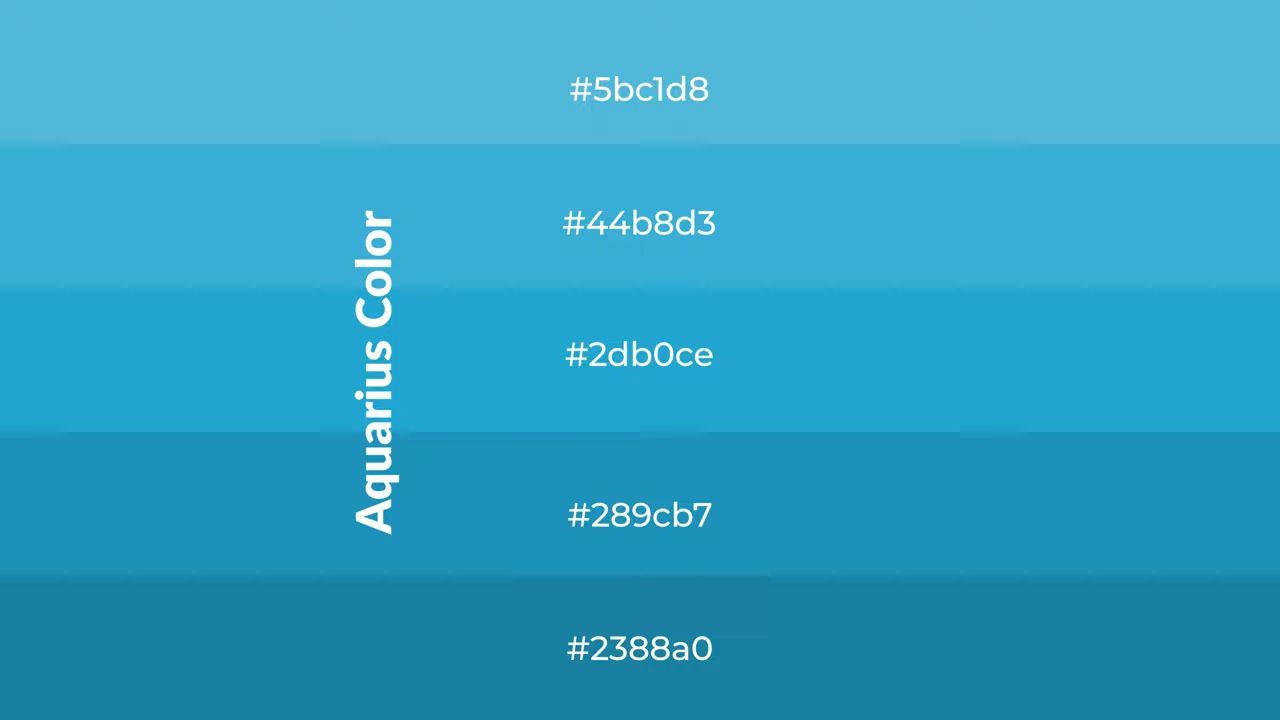 #5bc1d8
Aquarius Color
#44b8d3
#2db0ce
#289cb7
#2388a0